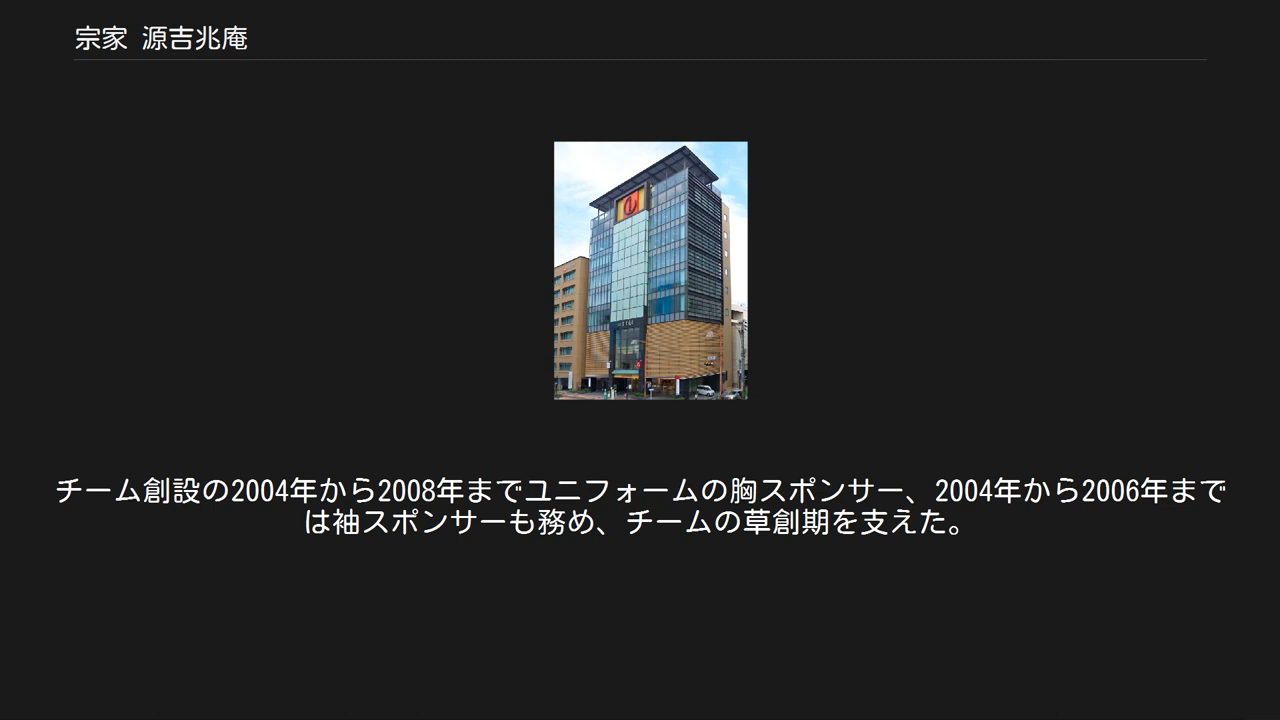 宗家 源吉兆庵
チーム創設の2004年から2008年までユニフォームの胸スポンサー、2004年から2006年まで
は袖スポンサーも務め、チームの草創期を支えた。